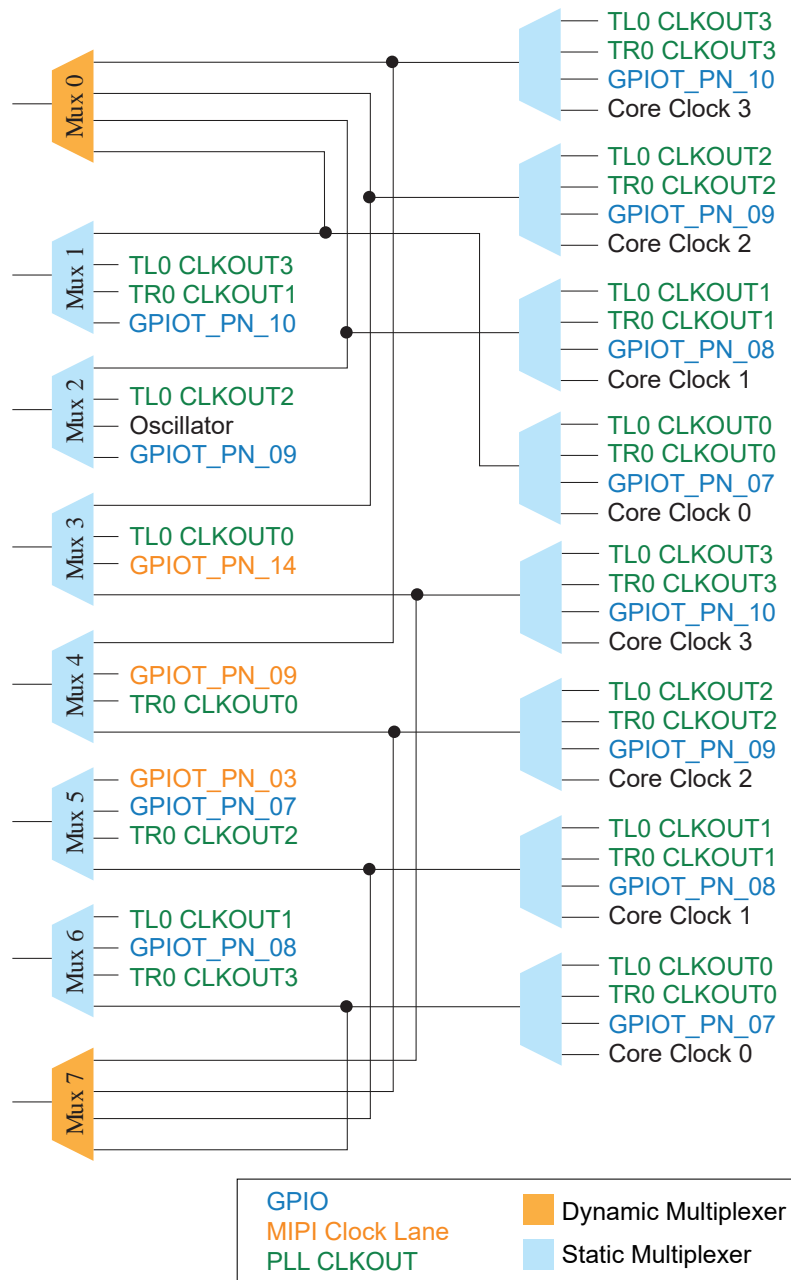 Mux 0
TL0 CLKOUT3
TR0 CLKOUT3
GPIOT_PN_10
Core Clock 3
TL0 CLKOUT2
TR0 CLKOUT2
GPIOT_PN_09
Core Clock 2
Mux 1
TL0 CLKOUT3
TR0 CLKOUT1
GPIOT_PN_10
TL0 CLKOUT1
TR0 CLKOUT1
GPIOT_PN_08
Core Clock 1
Mux 2
TL0 CLKOUT2
Oscillator
GPIOT_PN_09
TL0 CLKOUT0
TR0 CLKOUT0
GPIOT_PN_07
Core Clock 0
Mux 3
TL0 CLKOUT0
GPIOT_PN_14
TL0 CLKOUT3
TR0 CLKOUT3
GPIOT_PN_10
Core Clock 3
Mux 4
GPIOT_PN_09
TR0 CLKOUT0
TL0 CLKOUT2
TR0 CLKOUT2
GPIOT_PN_09
Core Clock 2
Mux 5
GPIOT_PN_03
GPIOT_PN_07
TR0 CLKOUT2
TL0 CLKOUT1
TR0 CLKOUT1
GPIOT_PN_08
Core Clock 1
Mux 6
TL0 CLKOUT1
GPIOT_PN_08
TR0 CLKOUT3
TL0 CLKOUT0
TR0 CLKOUT0
GPIOT_PN_07
Core Clock 0
Mux 7
GPIO
MIPI Clock Lane
PLL CLKOUT
Dynamic Multiplexer
Static Multiplexer